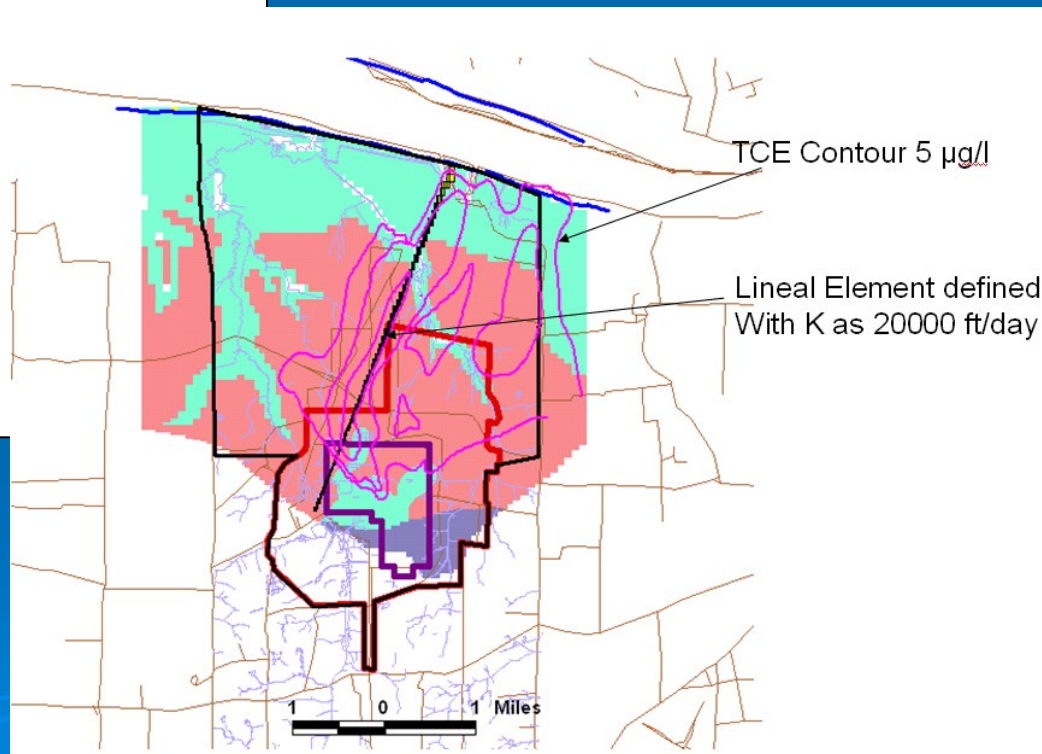 TCE Contour 5 µg/l
Lineal Element defined
With K as 20000 ft/day
1 0 1 Miles